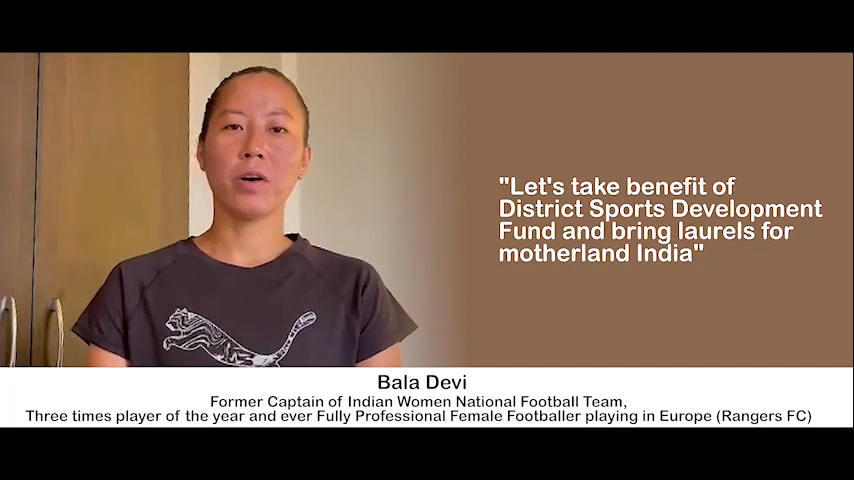 "Let's take benefit of
District Sports Development
Fund and bring laurels for
motherland India"
Bala Devi
Former Captain of Indian Women National Football Team,
Three times player of the year and ever Fully Professional Female Footballer playing in Europe (Rangers FC)